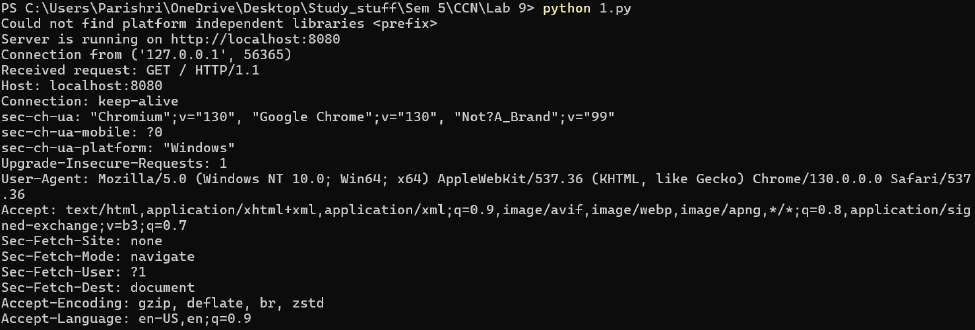 PS C:\Users\Parishri\OneDrive\Desktop\Study_stuff\Sem 5\CCN\Lab 9> python 1.py
Could not find platform independent libraries <prefix>
Server is running on http://localhost:8080
Connection from ('127.0.0.1', 56365)
Received request: GET / HTTP/1.1
Host: localhost:8080
Connection: keep-alive
sec-ch-ua: "Chromium";v="130", "Google Chrome";v="130", "Not?A_Brand";v="99"
sec-ch-ua-mobile: ?0
sec-ch-ua-platform: "Windows"
Upgrade-Insecure-Requests: 1
User-Agent: Mozilla/5.0 (Windows NT 10.0; Win64; x64) AppleWebKit/537.36 (KHTML, like Gecko) Chrome/130.0.0.0 Safari/537
.36
Accept: text/html,application/xhtml+xml,application/xml;q=0.9,image/avif,image/webp,image/apng,*/*;q=0.8,application/sig
ned-exchange;v=b3;q=0.7
Sec-Fetch-Site: none
Sec-Fetch-Mode: navigate
Sec-Fetch-User: ?1
Sec-Fetch-Dest: document
Accept-Encoding: gzip, deflate, br, zstd
Accept-Language: en-US,en;q=0.9